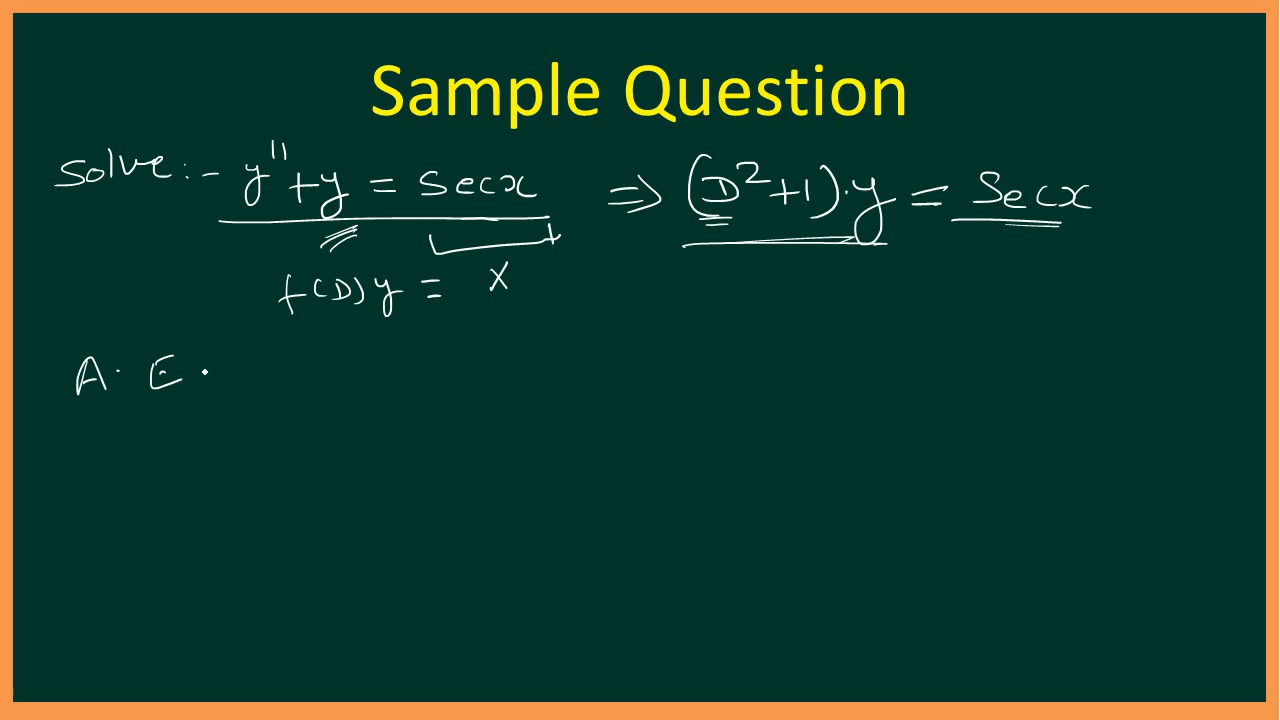 Sample Question
Solve:- y''+y = Secx ⇒ (D²+1).y = Secx
f(D)y = X
A. E.